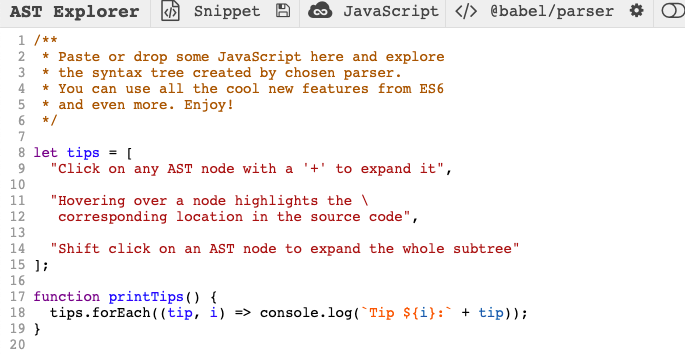 AST Explorer Snippet JavaScript </> @babel/parser
1 /**
2  * Paste or drop some JavaScript here and explore
3  * the syntax tree created by chosen parser.
4  * You can use all the cool new features from ES6
5  * and even more. Enjoy!
6  */
7
8 let tips = [
9   "Click on any AST node with a '+' to expand it",
10
11   "Hovering over a node highlights the \
12    corresponding location in the source code",
13
14   "Shift click on an AST node to expand the whole subtree"
15 ];
16
17 function printTips() {
18   tips.forEach((tip, i) => console.log(`Tip ${i}:` + tip));
19 }
20